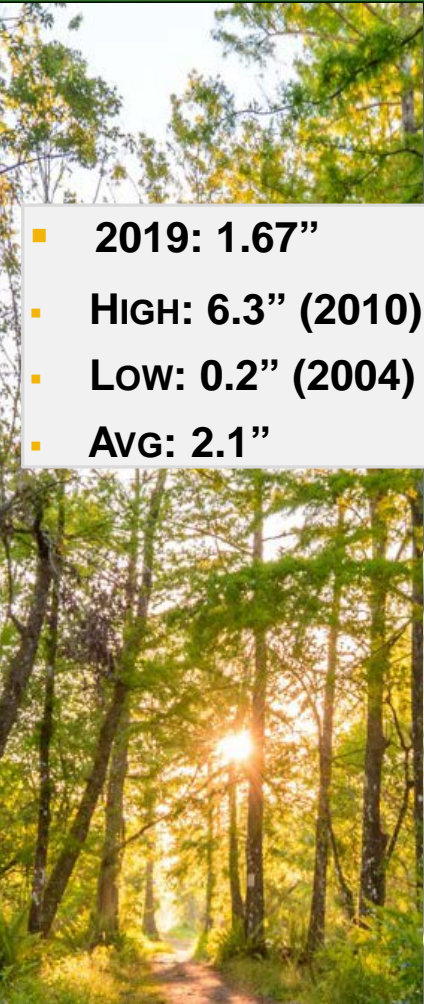 ▪ 2019: 1.67”
▪ HIGH: 6.3” (2010)
▪ LOW: 0.2” (2004)
▪ AVG: 2.1”